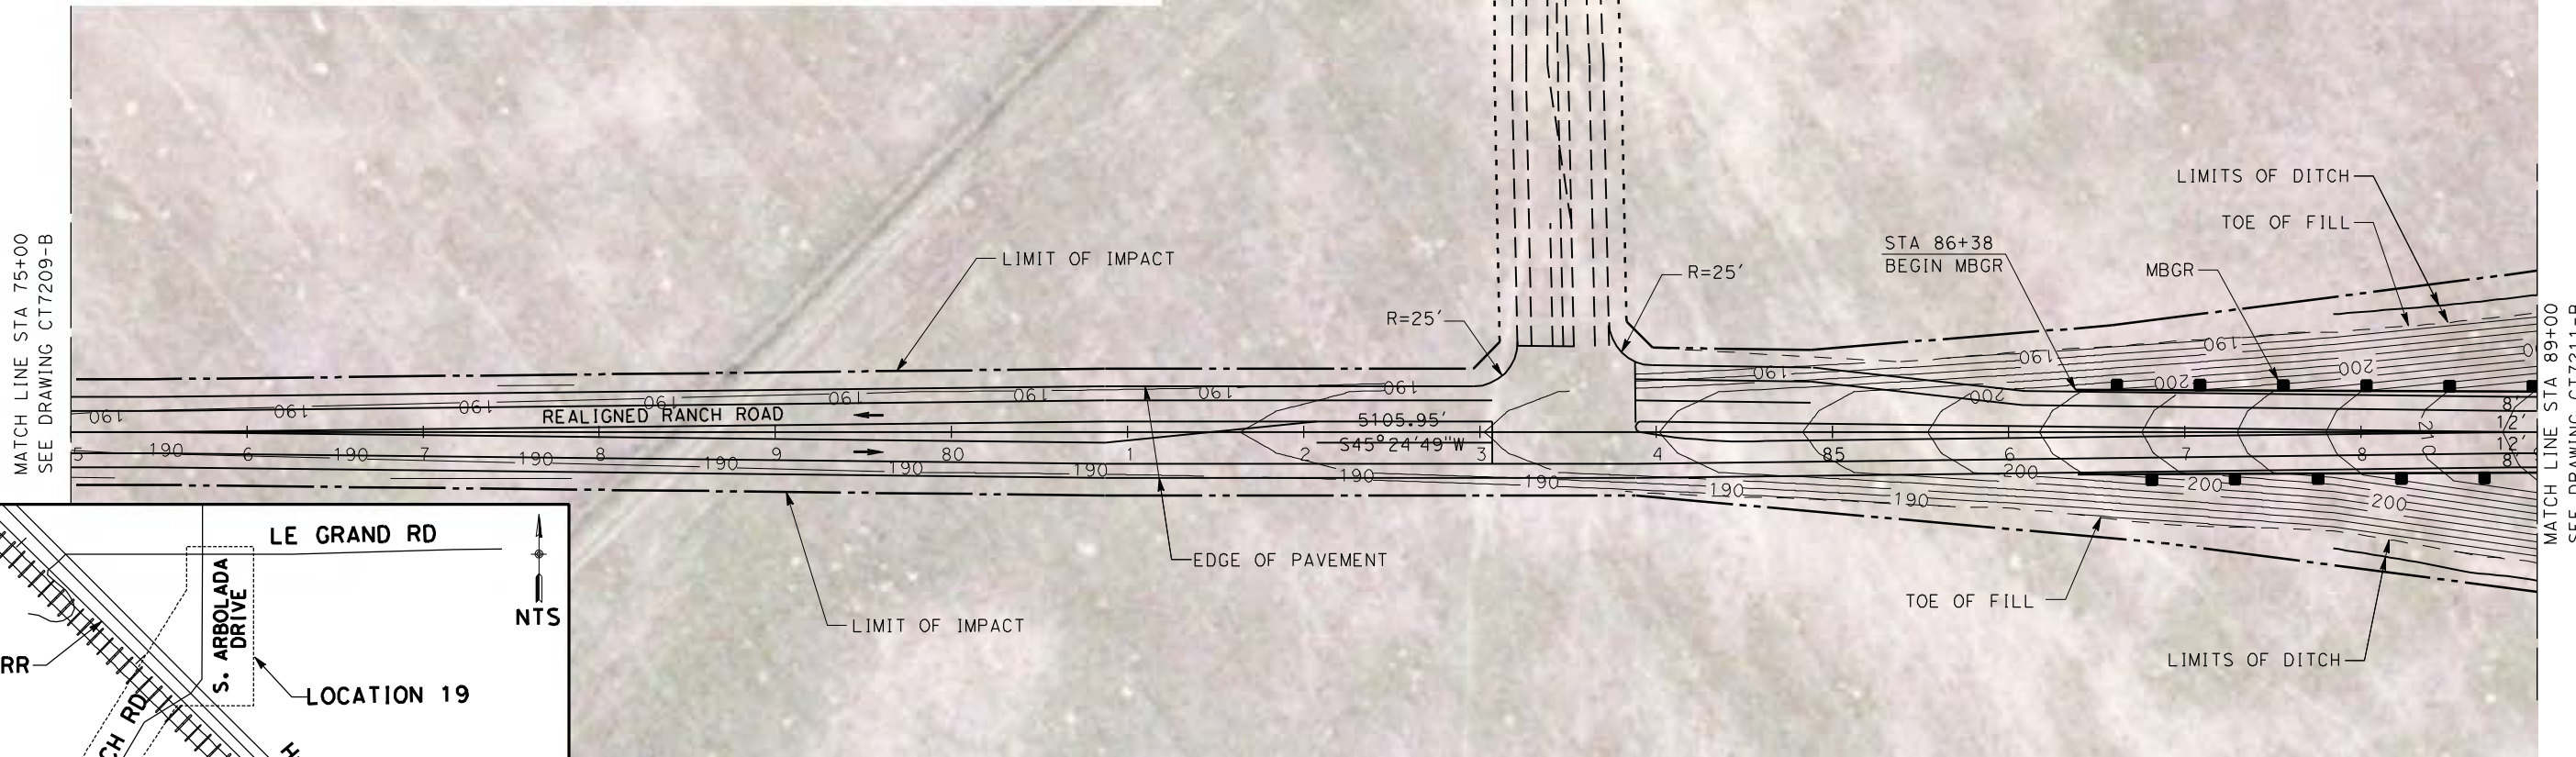 MATCH LINE STA 75+00
SEE DRAWING CT7209-B
LIMITS OF DITCH
TOE OF FILL
STA 86+38
BEGIN MBGR
MBGR
R=25'
R=25'
LIMIT OF IMPACT
190
190
190
190
190
190
190
190
190
190
190
200
200
200
REALIGNED RANCH ROAD
5105.95'
S45°24'49"W
210
8'
12'
12'
8'
5
6
7
8
9
80
1
2
3
4
85
6
7
8
190
190
190
190
190
190
190
190
190
190
200
200
200
EDGE OF PAVEMENT
LIMIT OF IMPACT
TOE OF FILL
LIMITS OF DITCH
MATCH LINE STA 89+00
LE GRAND RD
S. ARBOLADA
DRIVE
NTS
RR
LOCATION 19
CH RD
H